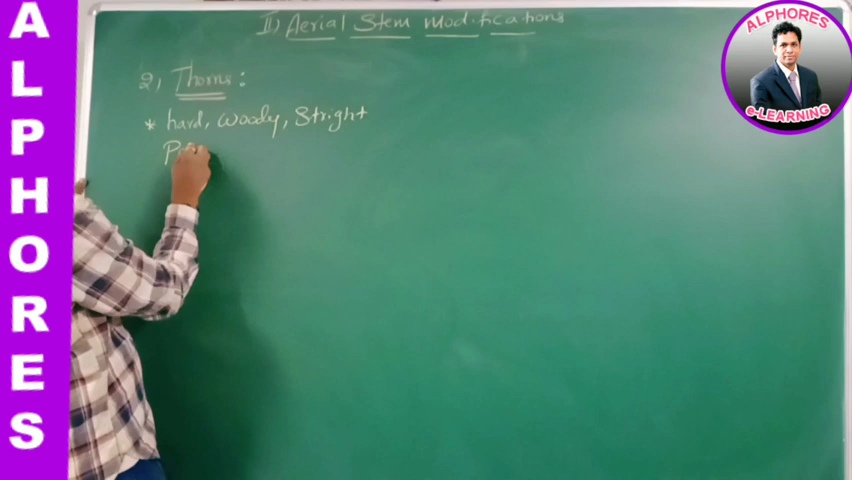 ALPHORES
II) Aerial Stem modifications
2) Thorns:
* hard, woody, Stright
ALPHORES
e-LEARNING